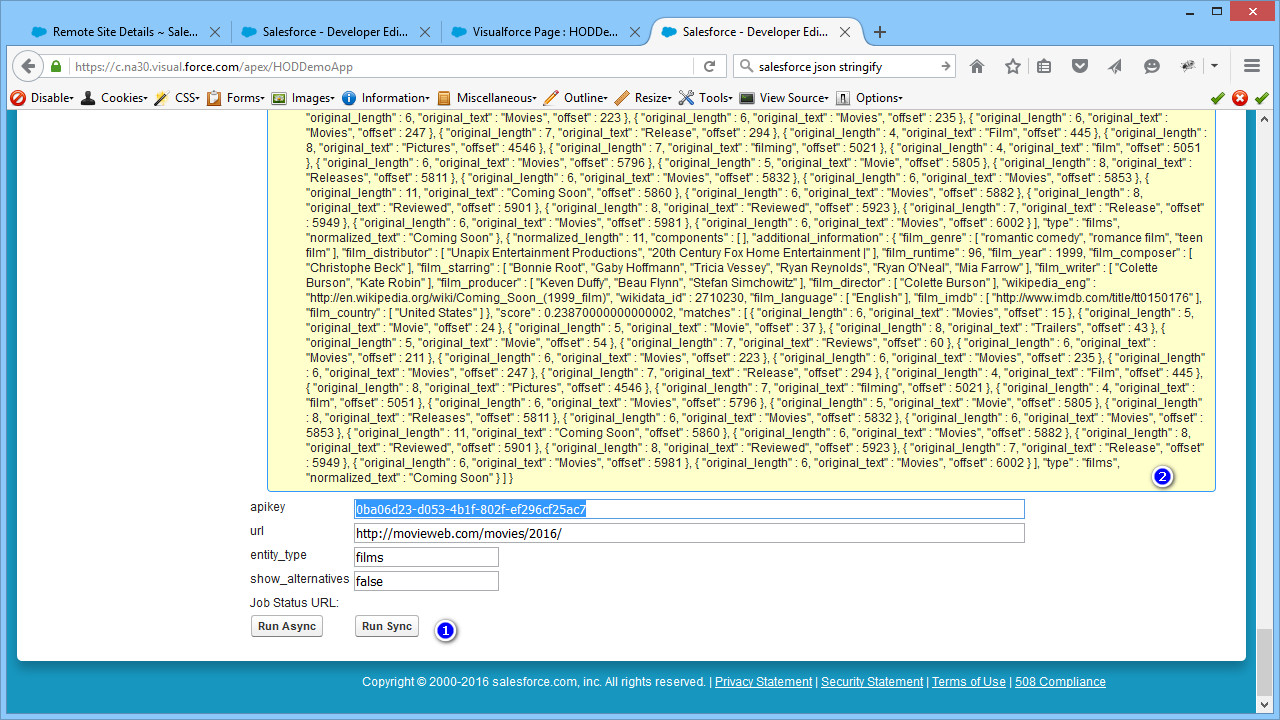 Remote Site Details ~ Sale...
Salesforce - Developer Edi...
Visualforce Page : HODDe...
Salesforce - Developer Edi...
https://c.na30.visual.force.com/apex/HODDemoApp
salesforce json stringify
Disable Cookies CSS Forms Images Information Miscellaneous Outline Resize Tools View Source Options
"original_length" : 6, "original_text" : "Movies", "offset" : 223 }, { "original_length" : 6, "original_text" : "Movies", "offset" : 235 }, { "original_length" : 6, "original_text" :
"Movies", "offset" : 247 }, { "original_length" : 7, "original_text" : "Release", "offset" : 294 }, { "original_length" : 4, "original_text" : "Film", "offset" : 445 }, { "original_length" :
8, "original_text" : "Pictures", "offset" : 4546 }, { "original_length" : 7, "original_text" : "filming", "offset" : 5021 }, { "original_length" : 4, "original_text" : "film", "offset" : 5051
}, { "original_length" : 6, "original_text" : "Movies", "offset" : 5796 }, { "original_length" : 5, "original_text" : "Movie", "offset" : 5805 }, { "original_length" : 8, "original_text" :
"Releases", "offset" : 5811 }, { "original_length" : 6, "original_text" : "Movies", "offset" : 5832 }, { "original_length" : 6, "original_text" : "Movies", "offset" : 5853 }, {
"original_length" : 11, "original_text" : "Coming Soon", "offset" : 5860 }, { "original_length" : 6, "original_text" : "Movies", "offset" : 5882 }, { "original_length" : 8,
"original_text" : "Reviewed", "offset" : 5901 }, { "original_length" : 8, "original_text" : "Reviewed", "offset" : 5923 }, { "original_length" : 7, "original_text" : "Release", "offset" :
5949 }, { "original_length" : 6, "original_text" : "Movies", "offset" : 5981 }, { "original_length" : 6, "original_text" : "Movies", "offset" : 6002 } ], "type" : "films",
"normalized_text" : "Coming Soon" }, { "normalized_length" : 11, "components" : [ ], "additional_information" : { "film_genre" : [ "romantic comedy", "romance film", "teen
film" ], "film_distributor" : [ "Unapix Entertainment Productions", "20th Century Fox Home Entertainment |" ], "film_runtime" : 96, "film_year" : 1999, "film_composer" : [
"Christophe Beck" ], "film_starring" : [ "Bonnie Root", "Gaby Hoffmann", "Tricia Vessey", "Ryan Reynolds", "Ryan O'Neal", "Mia Farrow" ], "film_writer" : [ "Colette
Burson", "Kate Robin" ], "film_producer" : [ "Keven Duffy", "Beau Flynn", "Stefan Simchowitz" ], "film_director" : [ "Colette Burson" ], "wikipedia_eng" :
"http://en.wikipedia.org/wiki/Coming_Soon_(1999_film)", "wikidata_id" : 2710230, "film_language" : [ "English" ], "film_imdb" : [ "http://www.imdb.com/title/tt0150176" ],
"film_country" : [ "United States" ] }, "score" : 0.23870000000000002, "matches" : [ { "original_length" : 6, "original_text" : "Movies", "offset" : 15 }, { "original_length" :
5, "original_text" : "Movie", "offset" : 24 }, { "original_length" : 5, "original_text" : "Movie", "offset" : 37 }, { "original_length" : 8, "original_text" : "Trailers", "offset" : 43 }, {
"original_length" : 5, "original_text" : "Movie", "offset" : 54 }, { "original_length" : 7, "original_text" : "Reviews", "offset" : 60 }, { "original_length" : 6, "original_text" :
"Movies", "offset" : 211 }, { "original_length" : 6, "original_text" : "Movies", "offset" : 223 }, { "original_length" : 6, "original_text" : "Movies", "offset" : 235 }, { "original_length"
: 6, "original_text" : "Movies", "offset" : 247 }, { "original_length" : 7, "original_text" : "Release", "offset" : 294 }, { "original_length" : 4, "original_text" : "Film", "offset" : 445 },
{ "original_length" : 8, "original_text" : "Pictures", "offset" : 4546 }, { "original_length" : 7, "original_text" : "filming", "offset" : 5021 }, { "original_length" : 4, "original_text" :
"film", "offset" : 5051 }, { "original_length" : 6, "original_text" : "Movies", "offset" : 5796 }, { "original_length" : 5, "original_text" : "Movie", "offset" : 5805 }, { "original_length"
: 8, "original_text" : "Releases", "offset" : 5811 }, { "original_length" : 6, "original_text" : "Movies", "offset" : 5832 }, { "original_length" : 6, "original_text" : "Movies", "offset" :
5853 }, { "original_length" : 11, "original_text" : "Coming Soon", "offset" : 5860 }, { "original_length" : 6, "original_text" : "Movies", "offset" : 5882 }, { "original_length" : 8,
"original_text" : "Reviewed", "offset" : 5901 }, { "original_length" : 8, "original_text" : "Reviewed", "offset" : 5923 }, { "original_length" : 7, "original_text" : "Release", "offset" :
5949 }, { "original_length" : 6, "original_text" : "Movies", "offset" : 5981 }, { "original_length" : 6, "original_text" : "Movies", "offset" : 6002 } ], "type" : "films",
"normalized_text" : "Coming Soon" } ] }
2
apikey 0ba06d23-d053-4b1f-802f-ef296cf25ac7
url http://movieweb.com/movies/2016/
entity_type films
show_alternatives false
Job Status URL:
Run Async Run Sync 1
Copyright © 2000-2016 salesforce.com, inc. All rights reserved. | Privacy Statement | Security Statement | Terms of Use | 508 Compliance